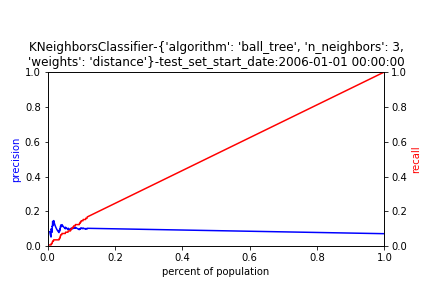 KNeighborsClassifier-{'algorithm': 'ball_tree', 'n_neighbors': 3,
'weights': 'distance'}-test_set_start_date:2006-01-01 00:00:00
1.0 1.0
0.8 0.8
0.6 0.6
precision recall
0.4 0.4
0.2 0.2
0.0 0.0
0.0 0.2 0.4 0.6 0.8 1.0
percent of population